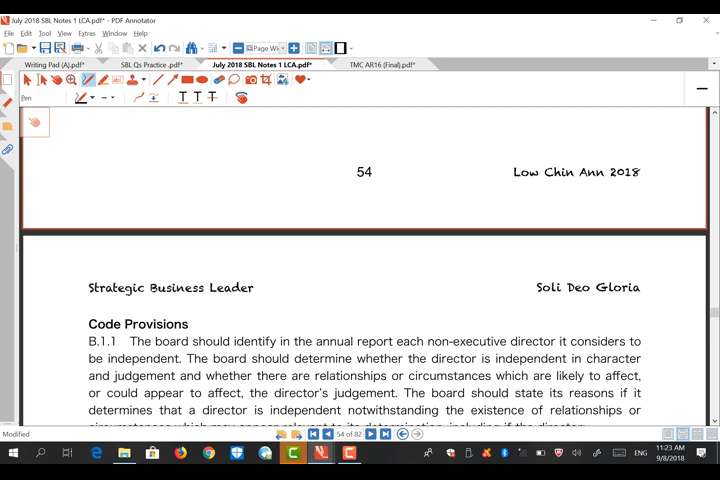 July 2018 SBL Notes 1 LCA.pdf* - PDF Annotator
File Edit Tool Extras Window Help
Page Wi
Writing Pad (A).pdf*
SBL Qs Practice .pdf*
July 2018 SBL Notes 1 LCA.pdf*
TMC AR16 (Final).pdf*
Pen
54
Low Chin Ann 2018
Strategic Business Leader
Soli Deo Gloria
Code Provisions
B.1.1 The board should identify in the annual report each non-executive director it considers to
be independent. The board should determine whether the director is independent in character
and judgement and whether there are relationships or circumstances which are likely to affect,
or could appear to affect, the director's judgement. The board should state its reasons if it
determines that a director is independent notwithstanding the existence of relationships or
Modified
54 of 82
ENG
11:23 AM
9/8/2018